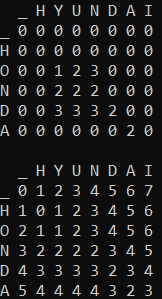 _ H Y U N D A I
_ 0 0 0 0 0 0 0 0
H 0 0 0 0 0 0 0 0
O 0 0 1 2 3 0 0 0
N 0 0 2 2 2 0 0 0
D 0 0 3 3 3 2 0 0
A 0 0 0 0 0 0 2 0
_ H Y U N D A I
_ 0 1 2 3 4 5 6 7
H 1 0 1 2 3 4 5 6
O 2 1 1 2 3 4 5 6
N 3 2 2 2 2 3 4 5
D 4 3 3 3 3 2 3 4
A 5 4 4 4 4 3 2 3